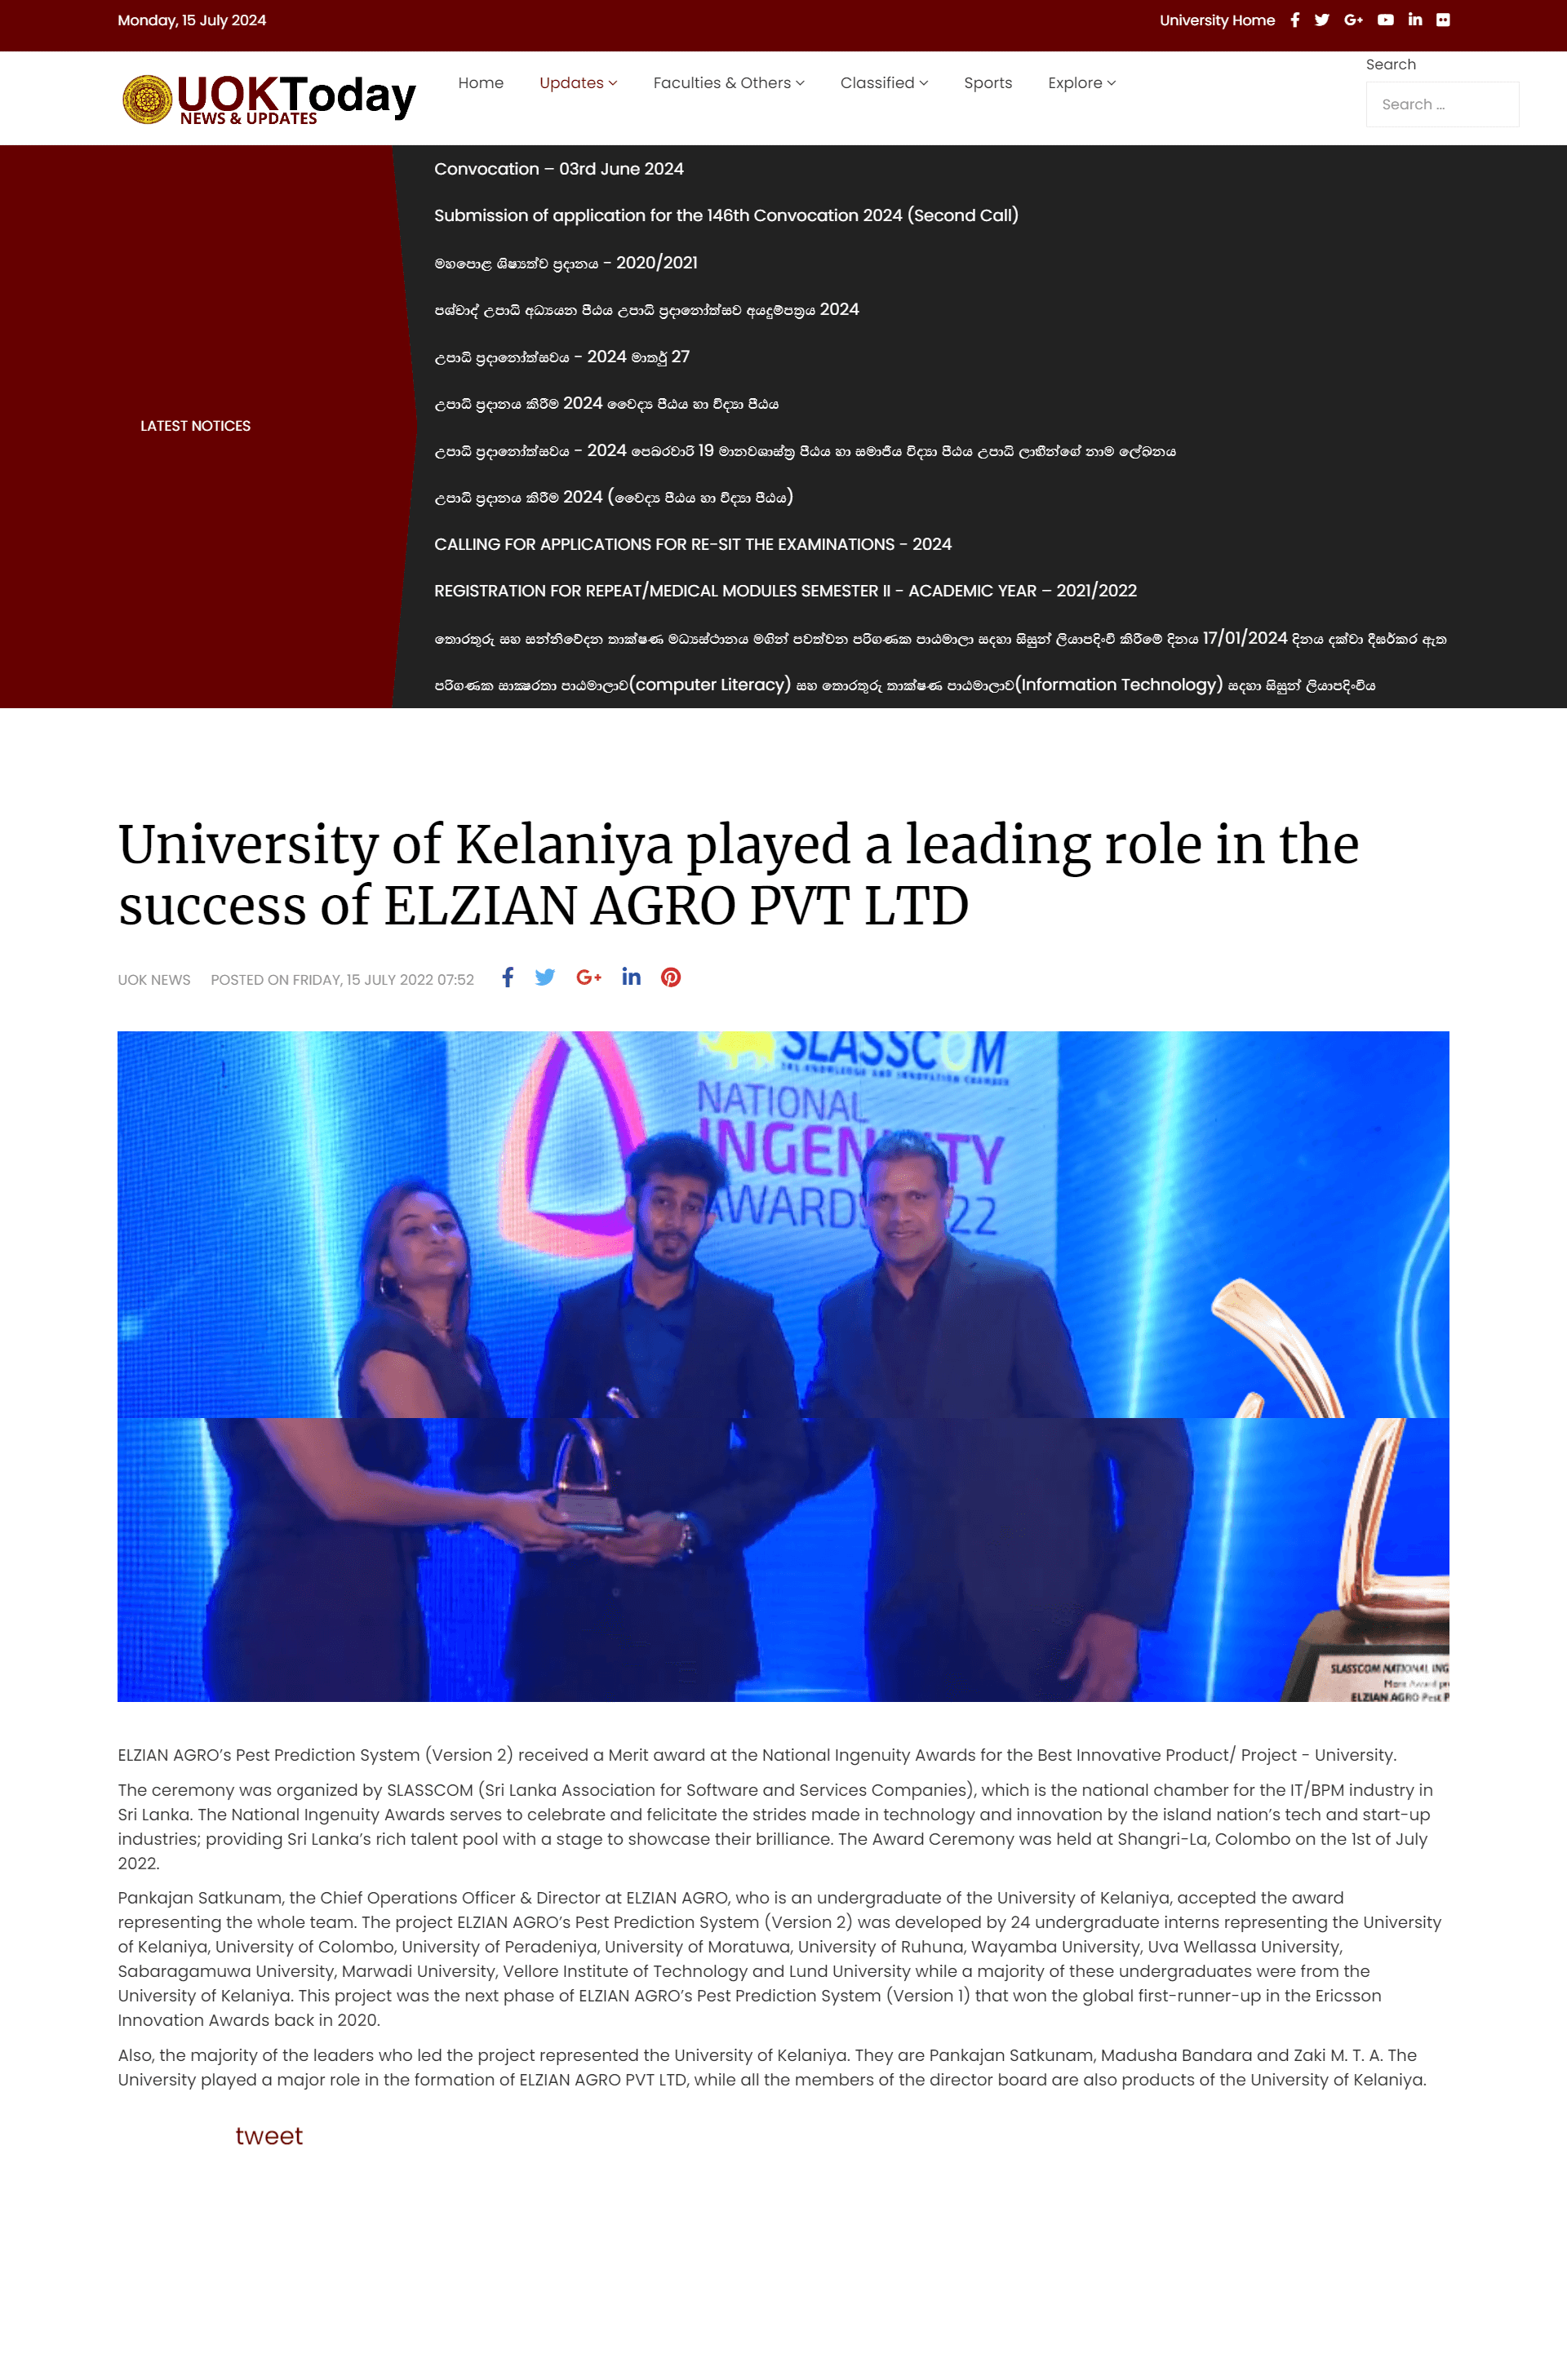 Monday, 15 July 2024
University Home
UOKToday
NEWS & UPDATES
Home
Updates
Faculties & Others
Classified
Sports
Explore
Search
Search ...
LATEST NOTICES
Convocation – 03rd June 2024
Submission of application for the 146th Convocation 2024 (Second Call)
මහපොළ ශිෂ්‍යත්ව ප්‍රදානය - 2020/2021
පශ්චාද් උපාධි අධ්‍යයන පීඨය උපාධි ප්‍රදානෝත්සව අයදුම්පත්‍රය 2024
උපාධි ප්‍රදානෝත්සවය - 2024 මාර්තු 27
උපාධි ප්‍රදානය කිරීම 2024 වෛද්‍ය පීඨය හා විද්‍යා පීඨය
උපාධි ප්‍රදානෝත්සවය - 2024 පෙබරවාරි 19 මානවශාස්ත්‍ර පීඨය හා සමාජීය විද්‍යා පීඨය උපාධි ලාභීන්ගේ නාම ලේඛනය
උපාධි ප්‍රදානය කිරීම 2024 (වෛද්‍ය පීඨය හා විද්‍යා පීඨය)
CALLING FOR APPLICATIONS FOR RE-SIT THE EXAMINATIONS - 2024
REGISTRATION FOR REPEAT/MEDICAL MODULES SEMESTER II - ACADEMIC YEAR – 2021/2022
තොරතුරු සහ සන්නිවේදන තාක්ෂණ මධ්‍යස්ථානය මගින් පවත්වන පරිගණක පාඨමාලා සදහා සිසුන් ලියාපදිංචි කිරීමේ දිනය 17/01/2024 දිනය දක්වා දීර්ඝකර ඇත
පරිගණක සාක්‍ෂරතා පාඨමාලාව(computer Literacy) සහ තොරතුරු තාක්ෂණ පාඨමාලාව(Information Technology) සදහා සිසුන් ලියාපදිංචිය
University of Kelaniya played a leading role in the
success of ELZIAN AGRO PVT LTD
UOK NEWS POSTED ON FRIDAY, 15 JULY 2022 07:52
SLASSCOM
THE KNOWLEDGE AND INNOVATION CHAMBER
NATIONAL
INGENUITY
AWARDS 22
SLASSCOM NATIONAL ING
Merit Award pr
ELZIAN AGRO Pest P
ELZIAN AGRO’s Pest Prediction System (Version 2) received a Merit award at the National Ingenuity Awards for the Best Innovative Product/ Project - University.
The ceremony was organized by SLASSCOM (Sri Lanka Association for Software and Services Companies), which is the national chamber for the IT/BPM industry in
Sri Lanka. The National Ingenuity Awards serves to celebrate and felicitate the strides made in technology and innovation by the island nation’s tech and start-up
industries; providing Sri Lanka’s rich talent pool with a stage to showcase their brilliance. The Award Ceremony was held at Shangri-La, Colombo on the 1st of July
2022.
Pankajan Satkunam, the Chief Operations Officer & Director at ELZIAN AGRO, who is an undergraduate of the University of Kelaniya, accepted the award
representing the whole team. The project ELZIAN AGRO’s Pest Prediction System (Version 2) was developed by 24 undergraduate interns representing the University
of Kelaniya, University of Colombo, University of Peradeniya, University of Moratuwa, University of Ruhuna, Wayamba University, Uva Wellassa University,
Sabaragamuwa University, Marwadi University, Vellore Institute of Technology and Lund University while a majority of these undergraduates were from the
University of Kelaniya. This project was the next phase of ELZIAN AGRO’s Pest Prediction System (Version 1) that won the global first-runner-up in the Ericsson
Innovation Awards back in 2020.
Also, the majority of the leaders who led the project represented the University of Kelaniya. They are Pankajan Satkunam, Madusha Bandara and Zaki M. T. A. The
University played a major role in the formation of ELZIAN AGRO PVT LTD, while all the members of the director board are also products of the University of Kelaniya.
tweet